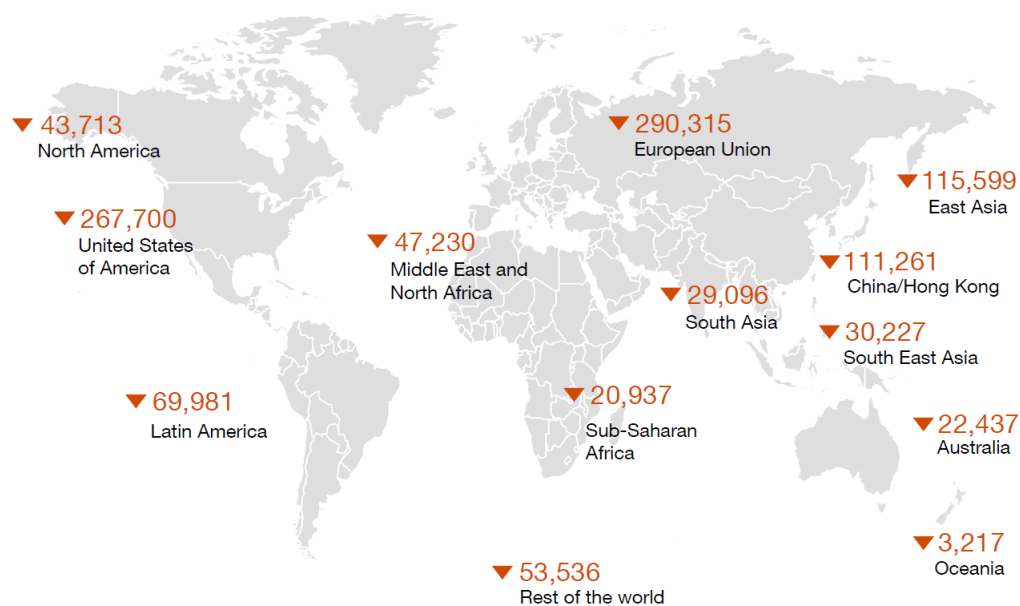 43,713
North America
290,315
European Union
115,599
East Asia
267,700
United States
of America
47,230
Middle East and
North Africa
111,261
China/Hong Kong
29,096
South Asia
30,227
South East Asia
69,981
Latin America
20,937
Sub-Saharan
Africa
22,437
Australia
3,217
Oceania
53,536
Rest of the world